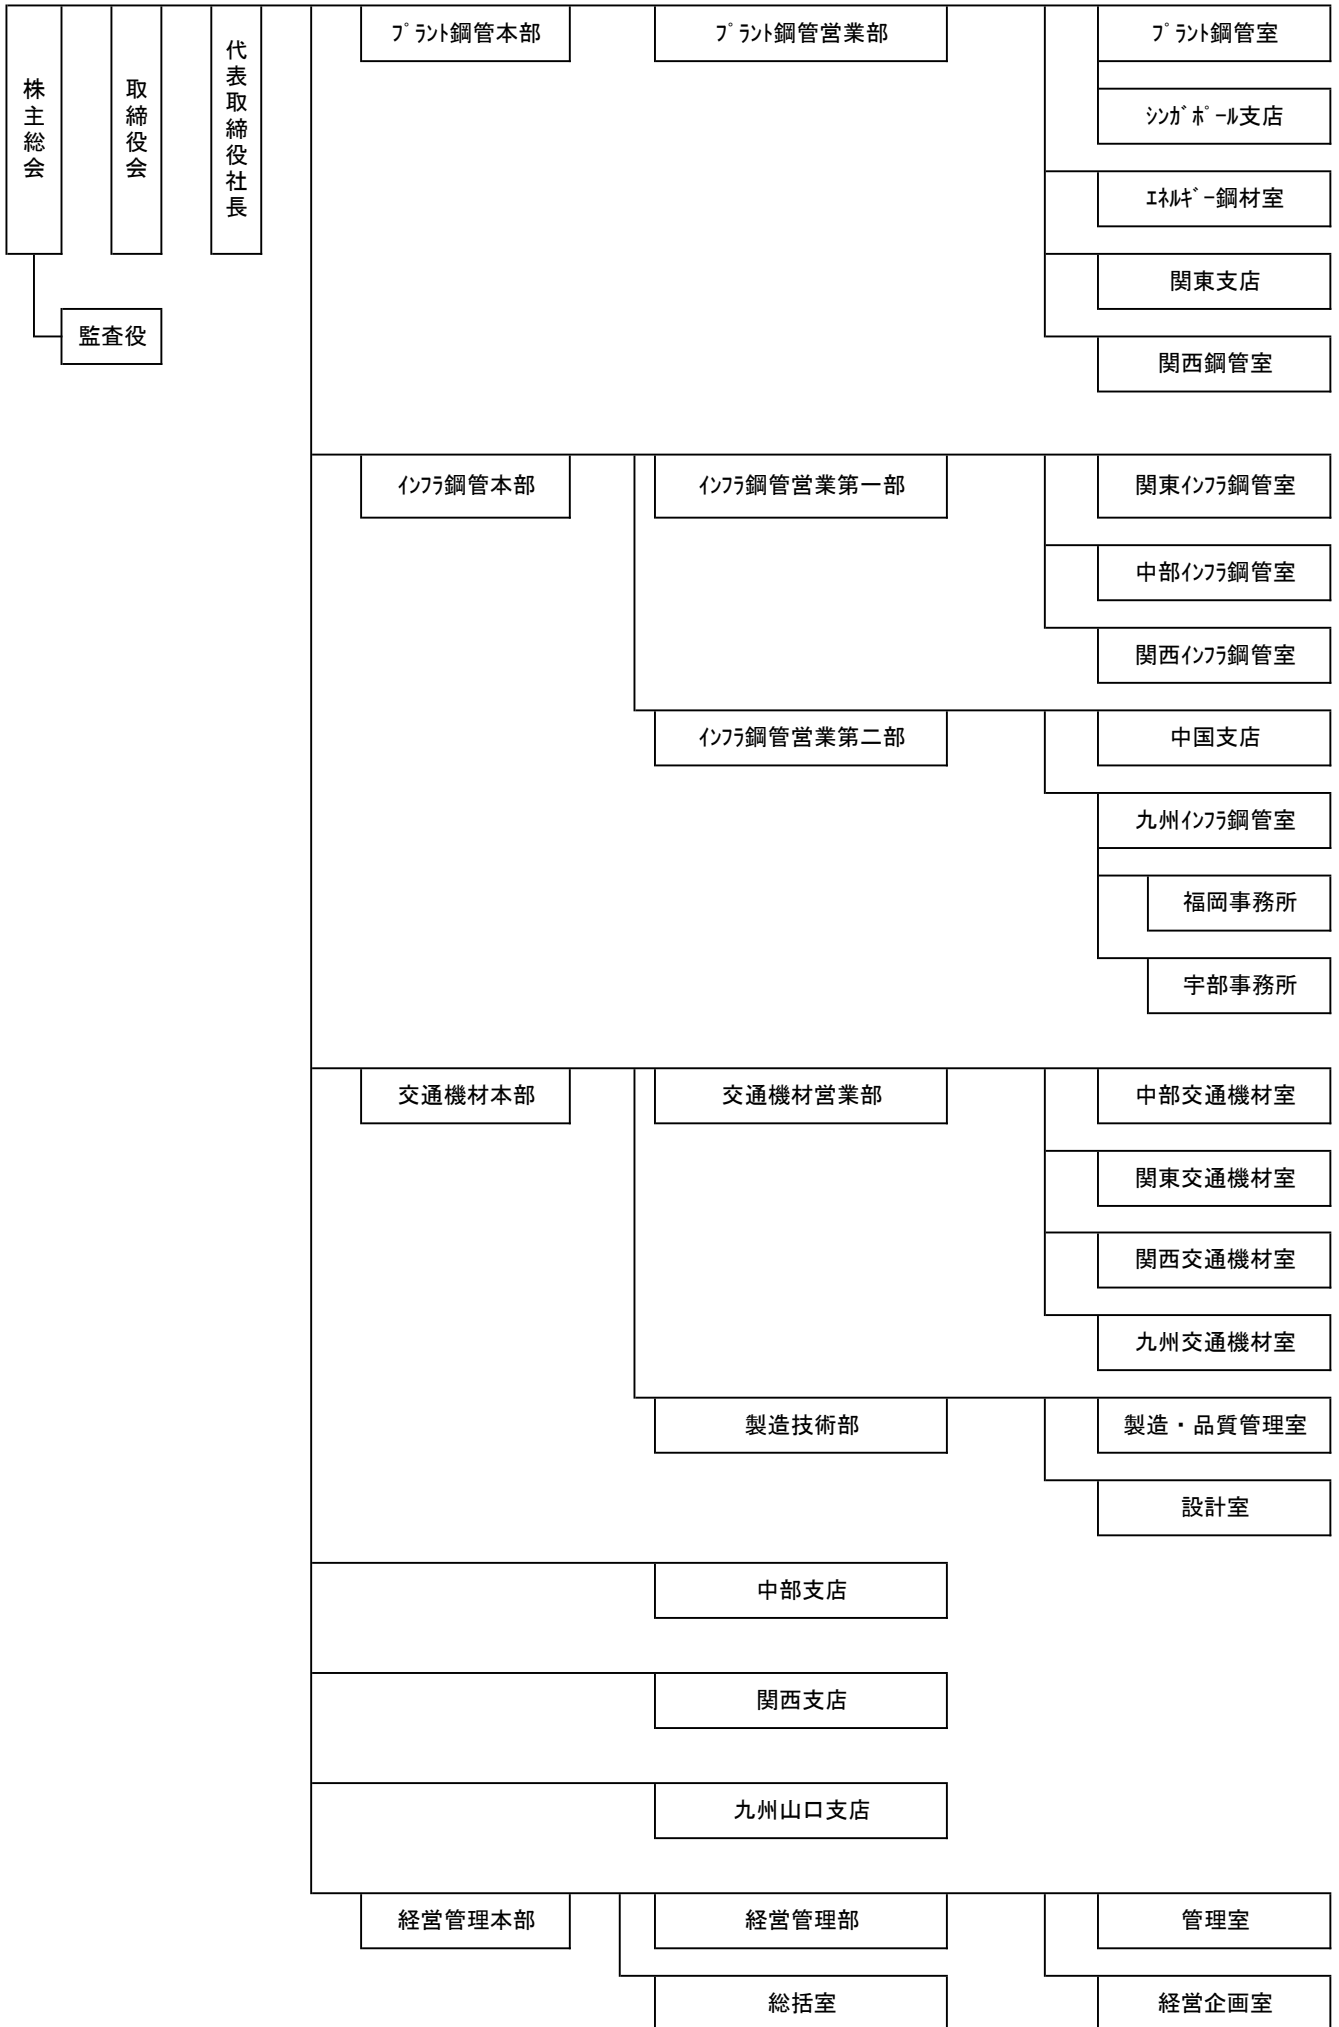 株主総会
取締役会
代表取締役社長
監査役
ﾌﾟﾗﾝﾄ鋼管本部
ﾌﾟﾗﾝﾄ鋼管営業部
ﾌﾟﾗﾝﾄ鋼管室
ｼﾝｶﾞﾎﾟｰﾙ支店
ｴﾈﾙｷﾞｰ鋼材室
関東支店
関西鋼管室
ｲﾝﾌﾗ鋼管本部
ｲﾝﾌﾗ鋼管営業第一部
関東ｲﾝﾌﾗ鋼管室
中部ｲﾝﾌﾗ鋼管室
関西ｲﾝﾌﾗ鋼管室
ｲﾝﾌﾗ鋼管営業第二部
中国支店
九州ｲﾝﾌﾗ鋼管室
福岡事務所
宇部事務所
交通機材本部
交通機材営業部
中部交通機材室
関東交通機材室
関西交通機材室
九州交通機材室
製造技術部
製造・品質管理室
設計室
中部支店
関西支店
九州山口支店
経営管理本部
経営管理部
管理室
総括室
経営企画室